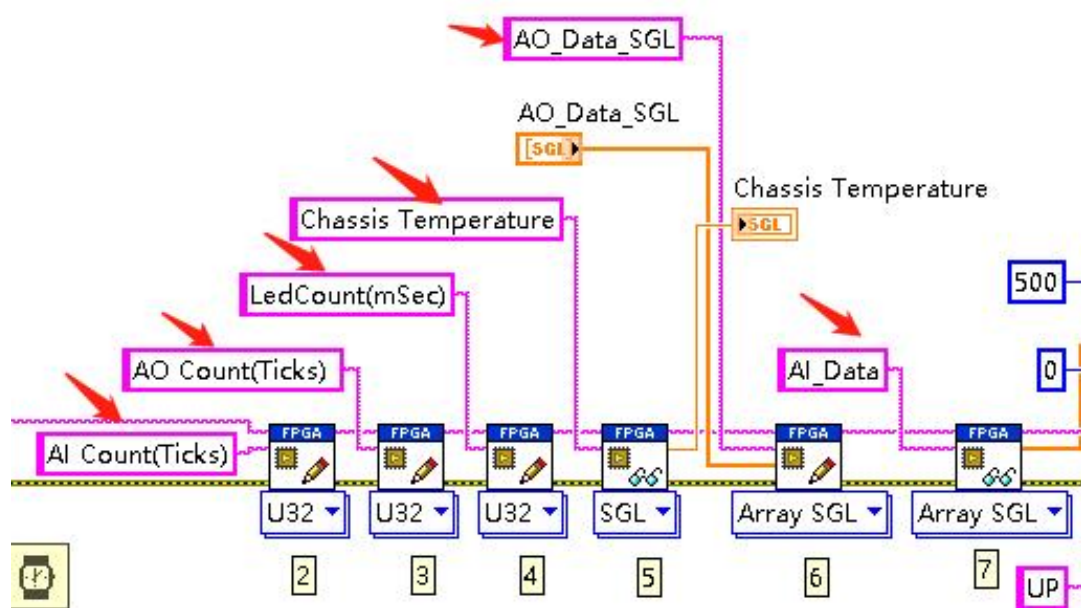 AO_Data_SGL
AO_Data_SGL
[SGL]
Chassis Temperature
Chassis Temperature
SGL
LedCount(mSec)
500
AO Count(Ticks)
AI_Data
0
AI Count(Ticks)
FPGA FPGA FPGA FPGA FPGA FPGA
U32 U32 U32 SGL Array SGL Array SGL
2 3 4 5 6 7
UP